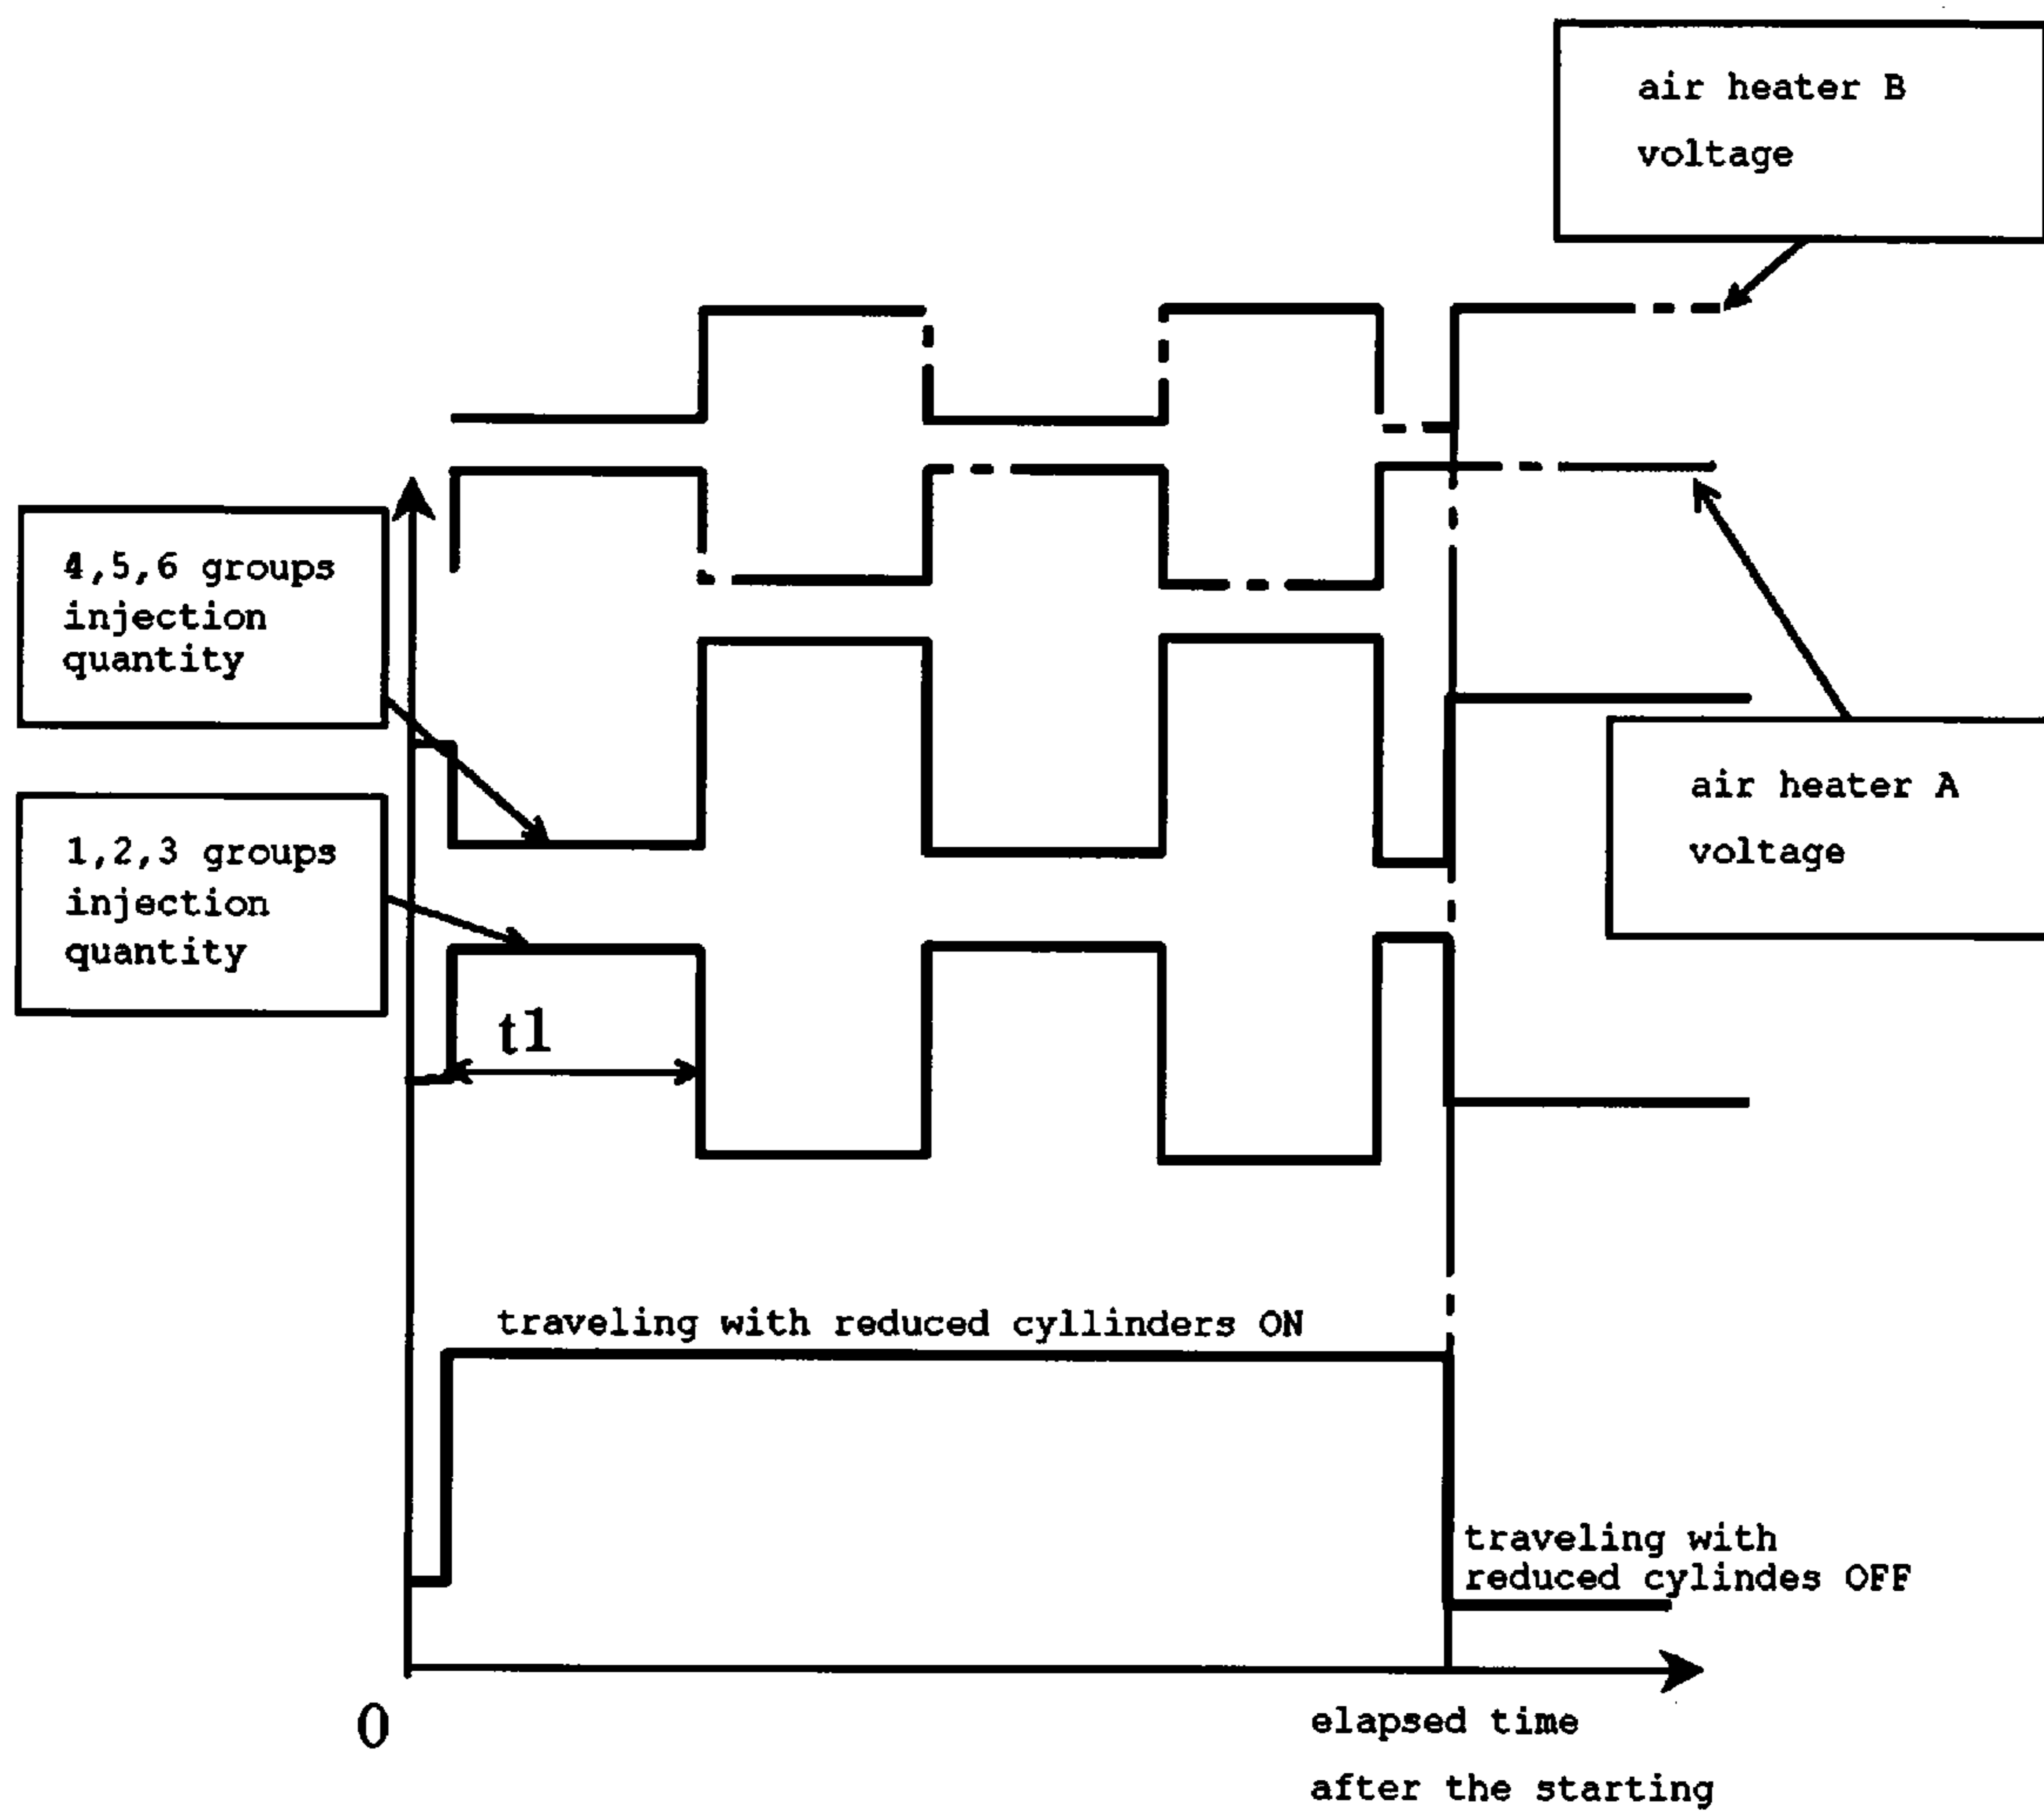 air heater B
voltage
4,5,6 groups
injection
quantity
1,2,3 groups
injection
quantity
air heater A
voltage
t1
traveling with reduced cyllinders ON
traveling with
reduced cylindes OFF
0
elapsed time
after the starting